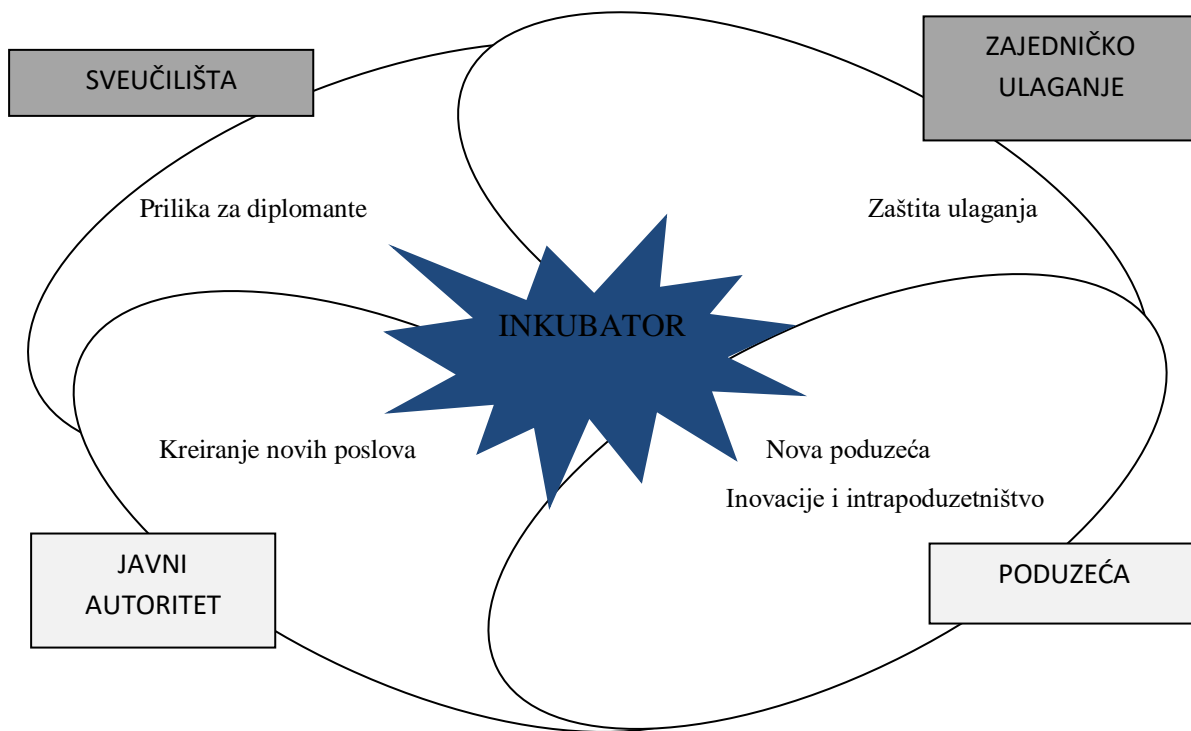 SVEUČILIŠTA
ZAJEDNIČKO
ULAGANJE
Prilika za diplomante
Zaštita ulaganja
INKUBATOR
Kreiranje novih poslova
Nova poduzeća
Inovacije i intrapoduzetništvo
JAVNI
AUTORITET
PODUZEĆA